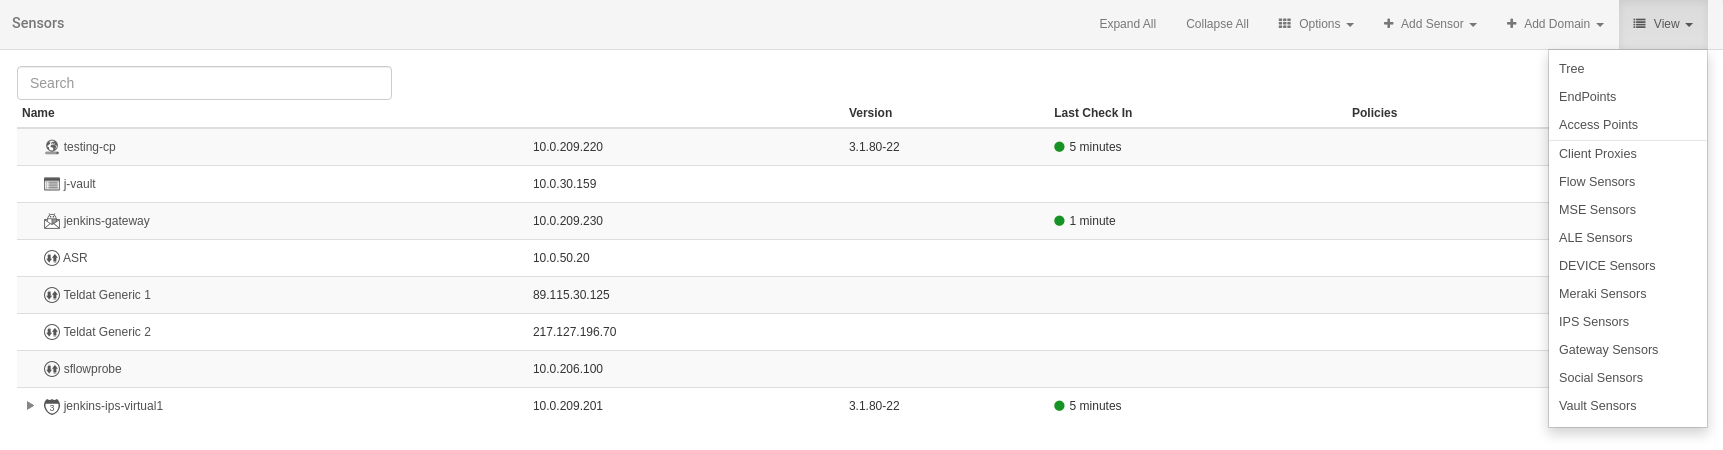 Sensors
Expand All Collapse All Options Add Sensor Add Domain View
Search
Name Version Last Check In Policies
testing-cp 10.0.209.220 3.1.80-22 5 minutes
j-vault 10.0.30.159
jenkins-gateway 10.0.209.230 1 minute
ASR 10.0.50.20
Teldat Generic 1 89.115.30.125
Teldat Generic 2 217.127.196.70
sflowprobe 10.0.206.100
3 jenkins-ips-virtual1 10.0.209.201 3.1.80-22 5 minutes
Tree
EndPoints
Access Points
Client Proxies
Flow Sensors
MSE Sensors
ALE Sensors
DEVICE Sensors
Meraki Sensors
IPS Sensors
Gateway Sensors
Social Sensors
Vault Sensors